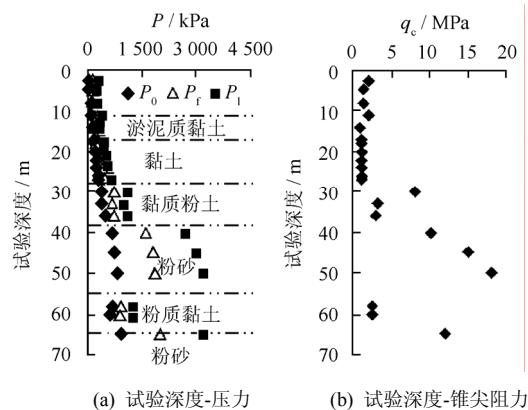 P / kPa
0 1 500 3 000 4 500
0
10
20
30
40
50
60
70
试验深度 / m
P0 Pf Pl
淤泥质黏土
黏土
黏质粉土
粉砂
粉质黏土
粉砂
(a) 试验深度-压力
qc / MPa
0 5 10 15 20
0
10
20
30
40
50
60
70
试验深度 / m
(b) 试验深度-锥尖阻力